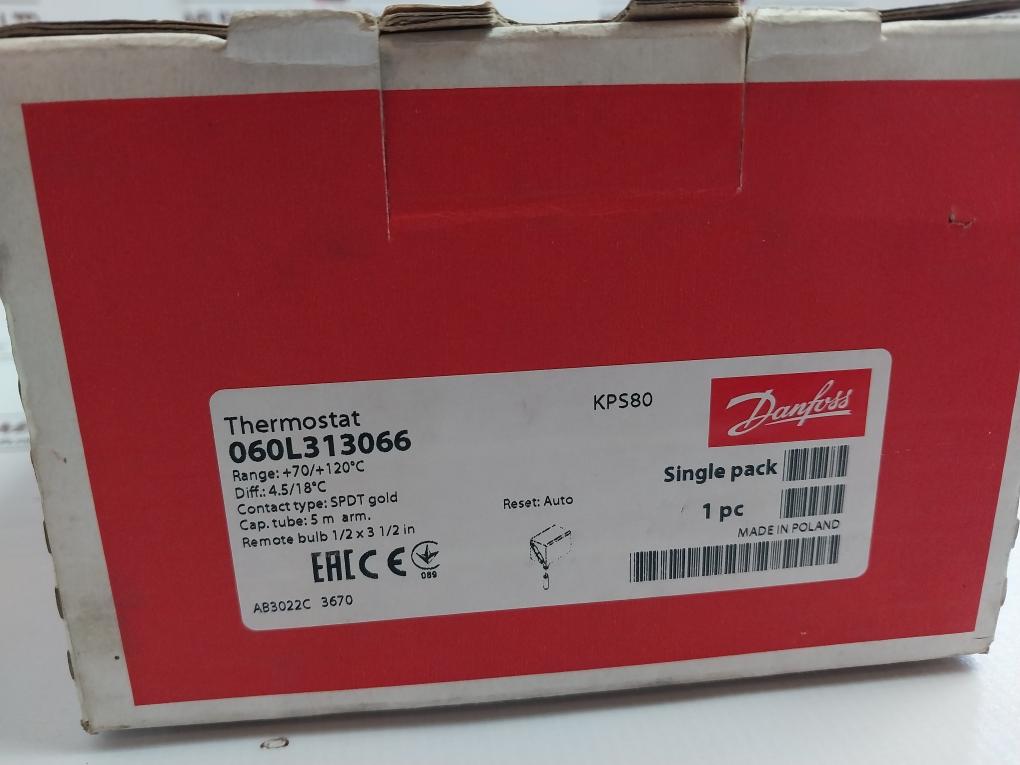 Thermostat
060L313066
Range: +70/+120°C
Diff.: 4.5/18°C
Contact type: SPDT gold
Cap. tube: 5 m arm.
Remote bulb 1/2 x 3 1/2 in
EAC CE
089
AB3022C 3670
KPS80
Reset: Auto
Danfoss
Single pack
1 pc
MADE IN POLAND